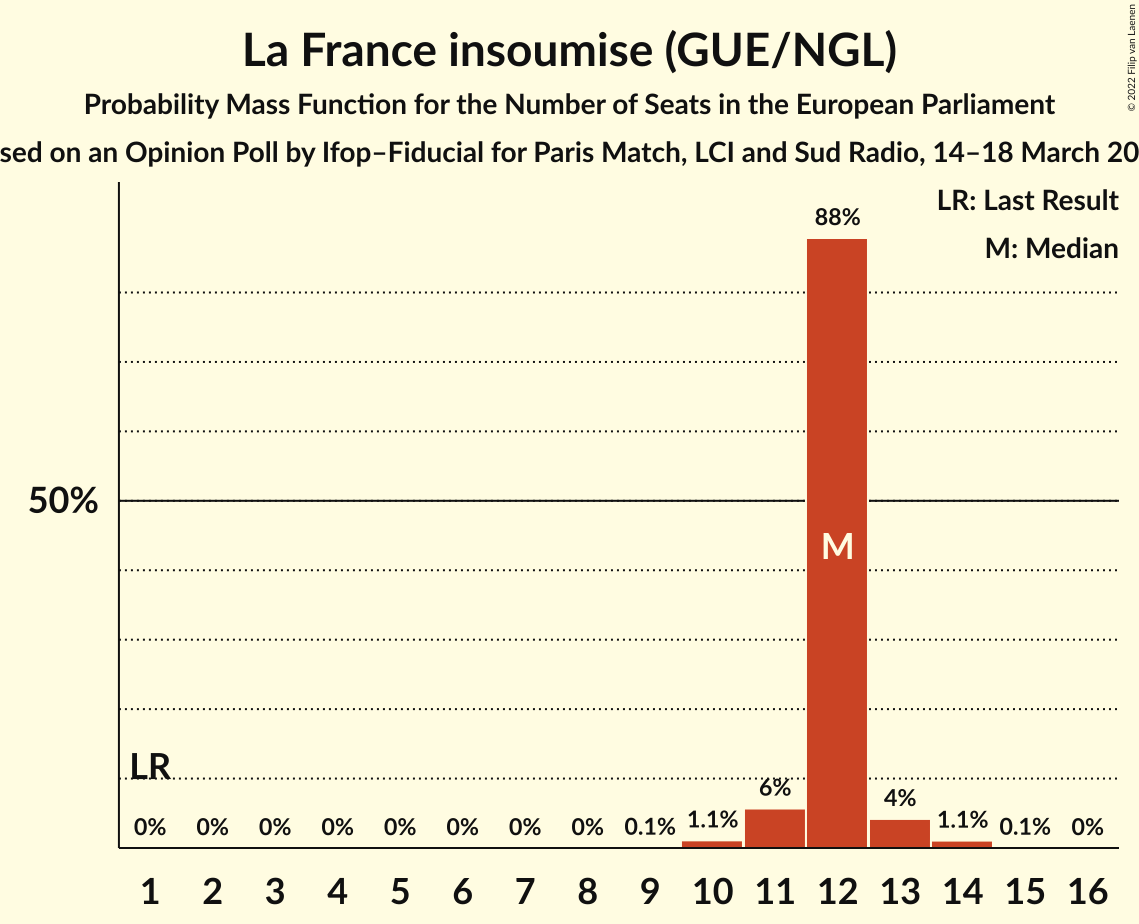 La France insoumise (GUE/NGL)
Probability Mass Function for the Number of Seats in the European Parliament
sed on an Opinion Poll by Ifop–Fiducial for Paris Match, LCI and Sud Radio, 14–18 March 20
© 2022 Filip van Laenen
LR: Last Result
M: Median
88%
50%
M
LR
0% 0% 0% 0% 0% 0% 0% 0% 0.1% 1.1% 6% 4% 1.1% 0.1% 0%
1 2 3 4 5 6 7 8 9 10 11 12 13 14 15 16